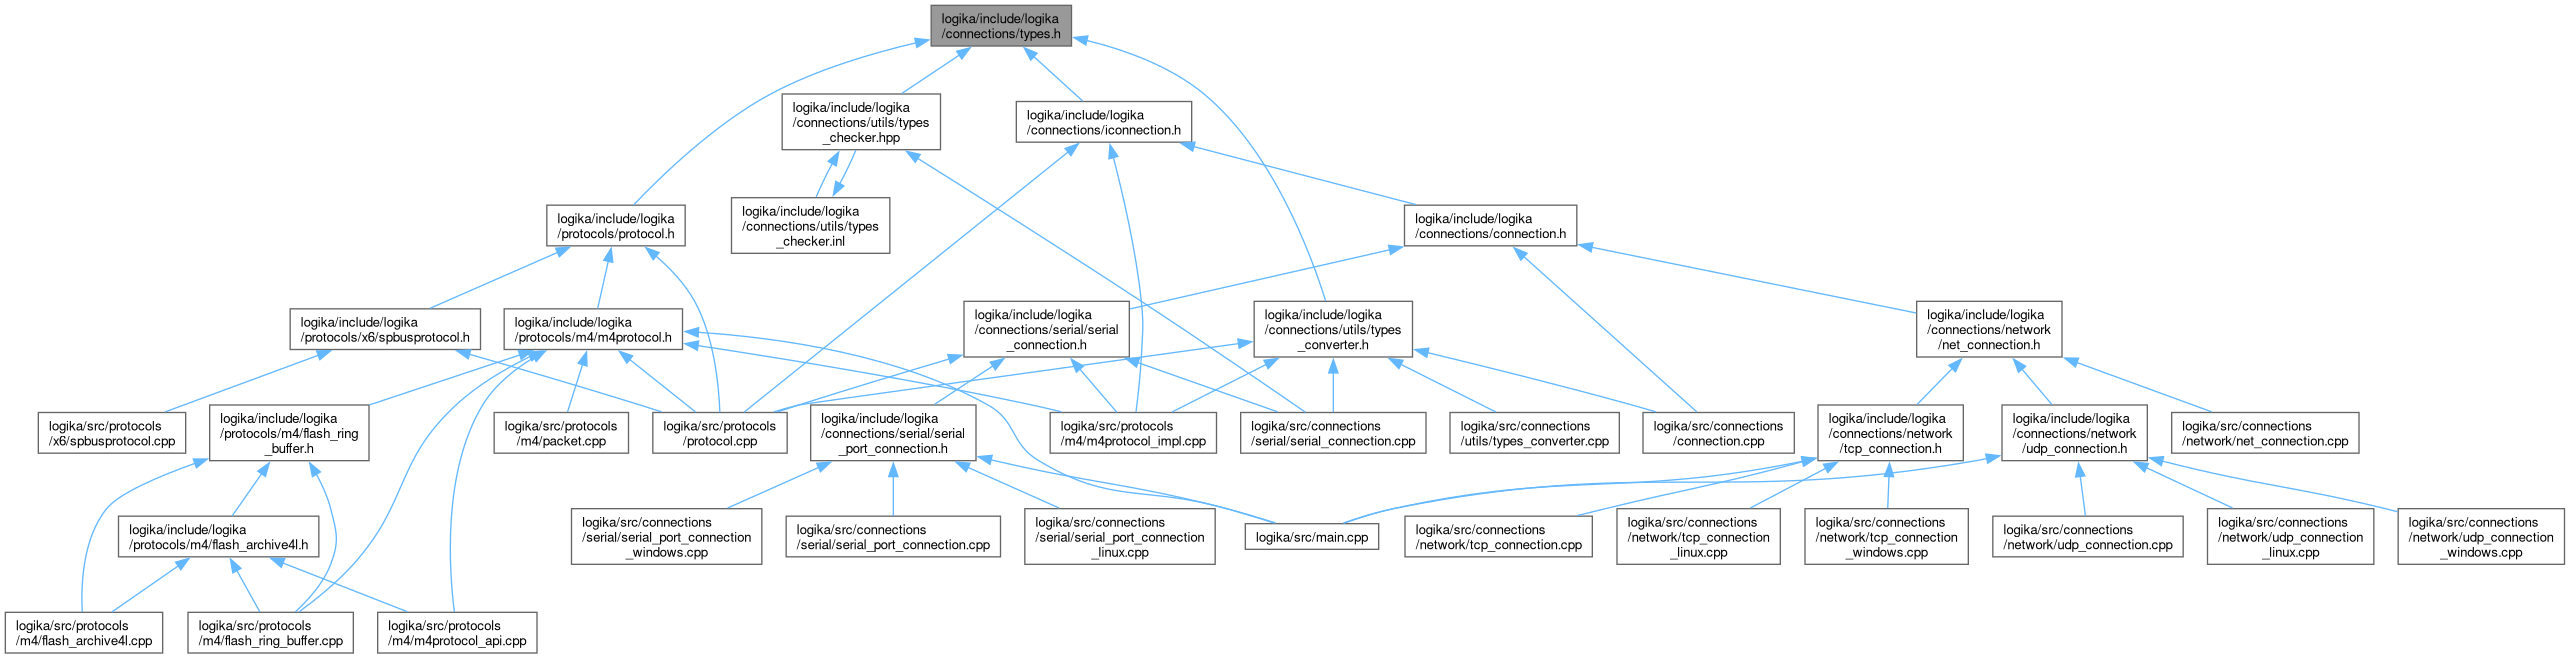 logika/include/logika
/connections/types.h
logika/include/logika
/connections/utils/types
_checker.hpp
logika/include/logika
/connections/iconnection.h
logika/include/logika
/connections/utils/types
_checker.inl
logika/include/logika
/protocols/protocol.h
logika/include/logika
/connections/connection.h
logika/include/logika
/protocols/x6/spbusprotocol.h
logika/include/logika
/protocols/m4/m4protocol.h
logika/include/logika
/connections/serial/serial
_connection.h
logika/include/logika
/connections/utils/types
_converter.h
logika/include/logika
/connections/network
/net_connection.h
logika/src/protocols
/x6/spbusprotocol.cpp
logika/include/logika
/protocols/m4/flash_ring
_buffer.h
logika/src/protocols
/m4/packet.cpp
logika/src/protocols
/protocol.cpp
logika/include/logika
/connections/serial/serial
_port_connection.h
logika/src/protocols
/m4/m4protocol_impl.cpp
logika/src/connections
/serial/serial_connection.cpp
logika/src/connections
/utils/types_converter.cpp
logika/src/connections
/connection.cpp
logika/include/logika
/connections/network
/tcp_connection.h
logika/include/logika
/connections/network
/udp_connection.h
logika/src/connections
/network/net_connection.cpp
logika/include/logika
/protocols/m4/flash_archive4l.h
logika/src/connections
/serial/serial_port_connection
_windows.cpp
logika/src/connections
/serial/serial_port_connection.cpp
logika/src/connections
/serial/serial_port_connection
_linux.cpp
logika/src/main.cpp
logika/src/connections
/network/tcp_connection.cpp
logika/src/connections
/network/tcp_connection
_linux.cpp
logika/src/connections
/network/tcp_connection
_windows.cpp
logika/src/connections
/network/udp_connection.cpp
logika/src/connections
/network/udp_connection
_linux.cpp
logika/src/connections
/network/udp_connection
_windows.cpp
logika/src/protocols
/m4/flash_archive4l.cpp
logika/src/protocols
/m4/flash_ring_buffer.cpp
logika/src/protocols
/m4/m4protocol_api.cpp